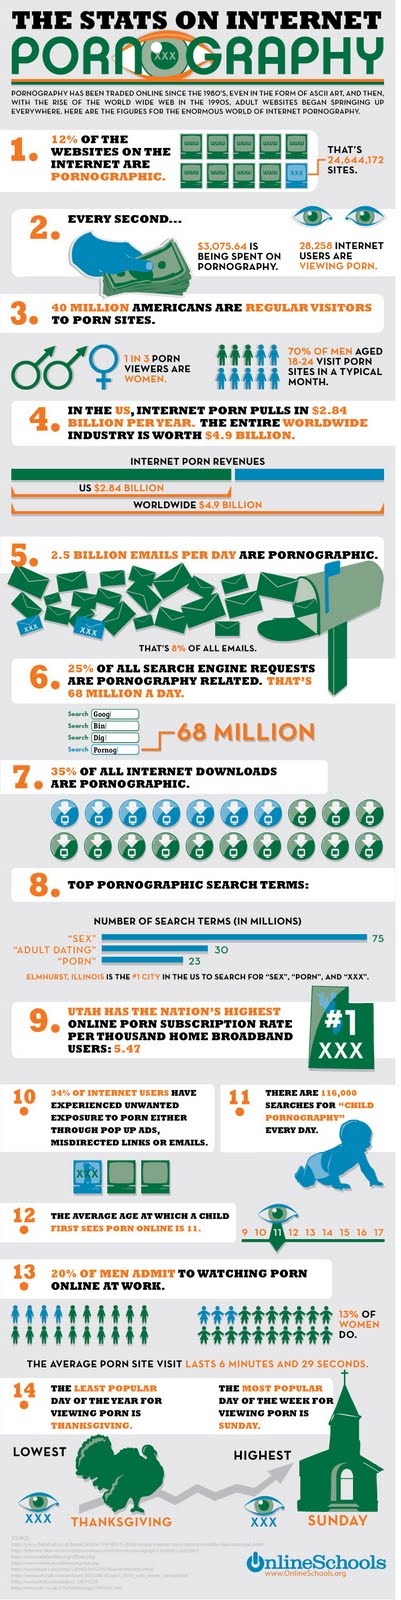 THE STATS ON INTERNET
PORNOGRAPHY
XXX
PORNOGRAPHY HAS BEEN TRADED ONLINE SINCE THE 1980'S, EVEN IN THE FORM OF ASCII ART, AND THEN,
WITH THE RISE OF THE WORLD WIDE WEB IN THE 1990S, ADULT WEBSITES BEGAN SPRINGING UP
EVERYWHERE. HERE ARE THE FIGURES FOR THE ENORMOUS WORLD OF INTERNET PORNOGRAPHY.
1.
12% OF THE
WEBSITES ON THE
INTERNET ARE
PORNOGRAPHIC.
XXX
THAT'S
24,644,172
SITES.
2.
EVERY SECOND...
$3,075.64 IS
BEING SPENT ON
PORNOGRAPHY.
28,258 INTERNET
USERS ARE
VIEWING PORN.
3.
40 MILLION AMERICANS ARE REGULAR VISITORS
TO PORN SITES.
1 IN 3 PORN
VIEWERS ARE
WOMEN.
70% OF MEN AGED
18-24 VISIT PORN
SITES IN A TYPICAL
MONTH.
4.
IN THE US, INTERNET PORN PULLS IN $2.84
BILLION PER YEAR. THE ENTIRE WORLDWIDE
INDUSTRY IS WORTH $4.9 BILLION.
INTERNET PORN REVENUES
US $2.84 BILLION
WORLDWIDE $4.9 BILLION
5.
2.5 BILLION EMAILS PER DAY ARE PORNOGRAPHIC.
XXX
XXX
THAT'S 8% OF ALL EMAILS.
6.
25% OF ALL SEARCH ENGINE REQUESTS
ARE PORNOGRAPHY RELATED. THAT'S
68 MILLION A DAY.
Search Goog
Search Bin
Search Dig
Search Pornog
68 MILLION
7.
35% OF ALL INTERNET DOWNLOADS
ARE PORNOGRAPHIC.
8.
TOP PORNOGRAPHIC SEARCH TERMS:
NUMBER OF SEARCH TERMS (IN MILLIONS)
"SEX" 75
"ADULT DATING" 30
"PORN" 23
ELMHURST, ILLINOIS IS THE #1 CITY IN THE US TO SEARCH FOR "SEX", "PORN", AND "XXX".
9.
UTAH HAS THE NATION'S HIGHEST
ONLINE PORN SUBSCRIPTION RATE
PER THOUSAND HOME BROADBAND
USERS: 5.47
#1
XXX
10
34% OF INTERNET USERS HAVE
EXPERIENCED UNWANTED
EXPOSURE TO PORN EITHER
THROUGH POP UP ADS,
MISDIRECTED LINKS OR EMAILS.
XXX
11
THERE ARE 116,000
SEARCHES FOR "CHILD
PORNOGRAPHY"
EVERY DAY.
12
THE AVERAGE AGE AT WHICH A CHILD
FIRST SEES PORN ONLINE IS 11.
9 10 11 12 13 14 15 16 17
13
20% OF MEN ADMIT TO WATCHING PORN
ONLINE AT WORK.
13% OF
WOMEN
DO.
THE AVERAGE PORN SITE VISIT LASTS 6 MINUTES AND 29 SECONDS.
14
THE LEAST POPULAR
DAY OF THE YEAR FOR
VIEWING PORN IS
THANKSGIVING.
THE MOST POPULAR
DAY OF THE WEEK FOR
VIEWING PORN IS
SUNDAY.
LOWEST
XXX
THANKSGIVING
HIGHEST
XXX
SUNDAY
SOURCE:
OnlineSchools
www.OnlineSchools.org